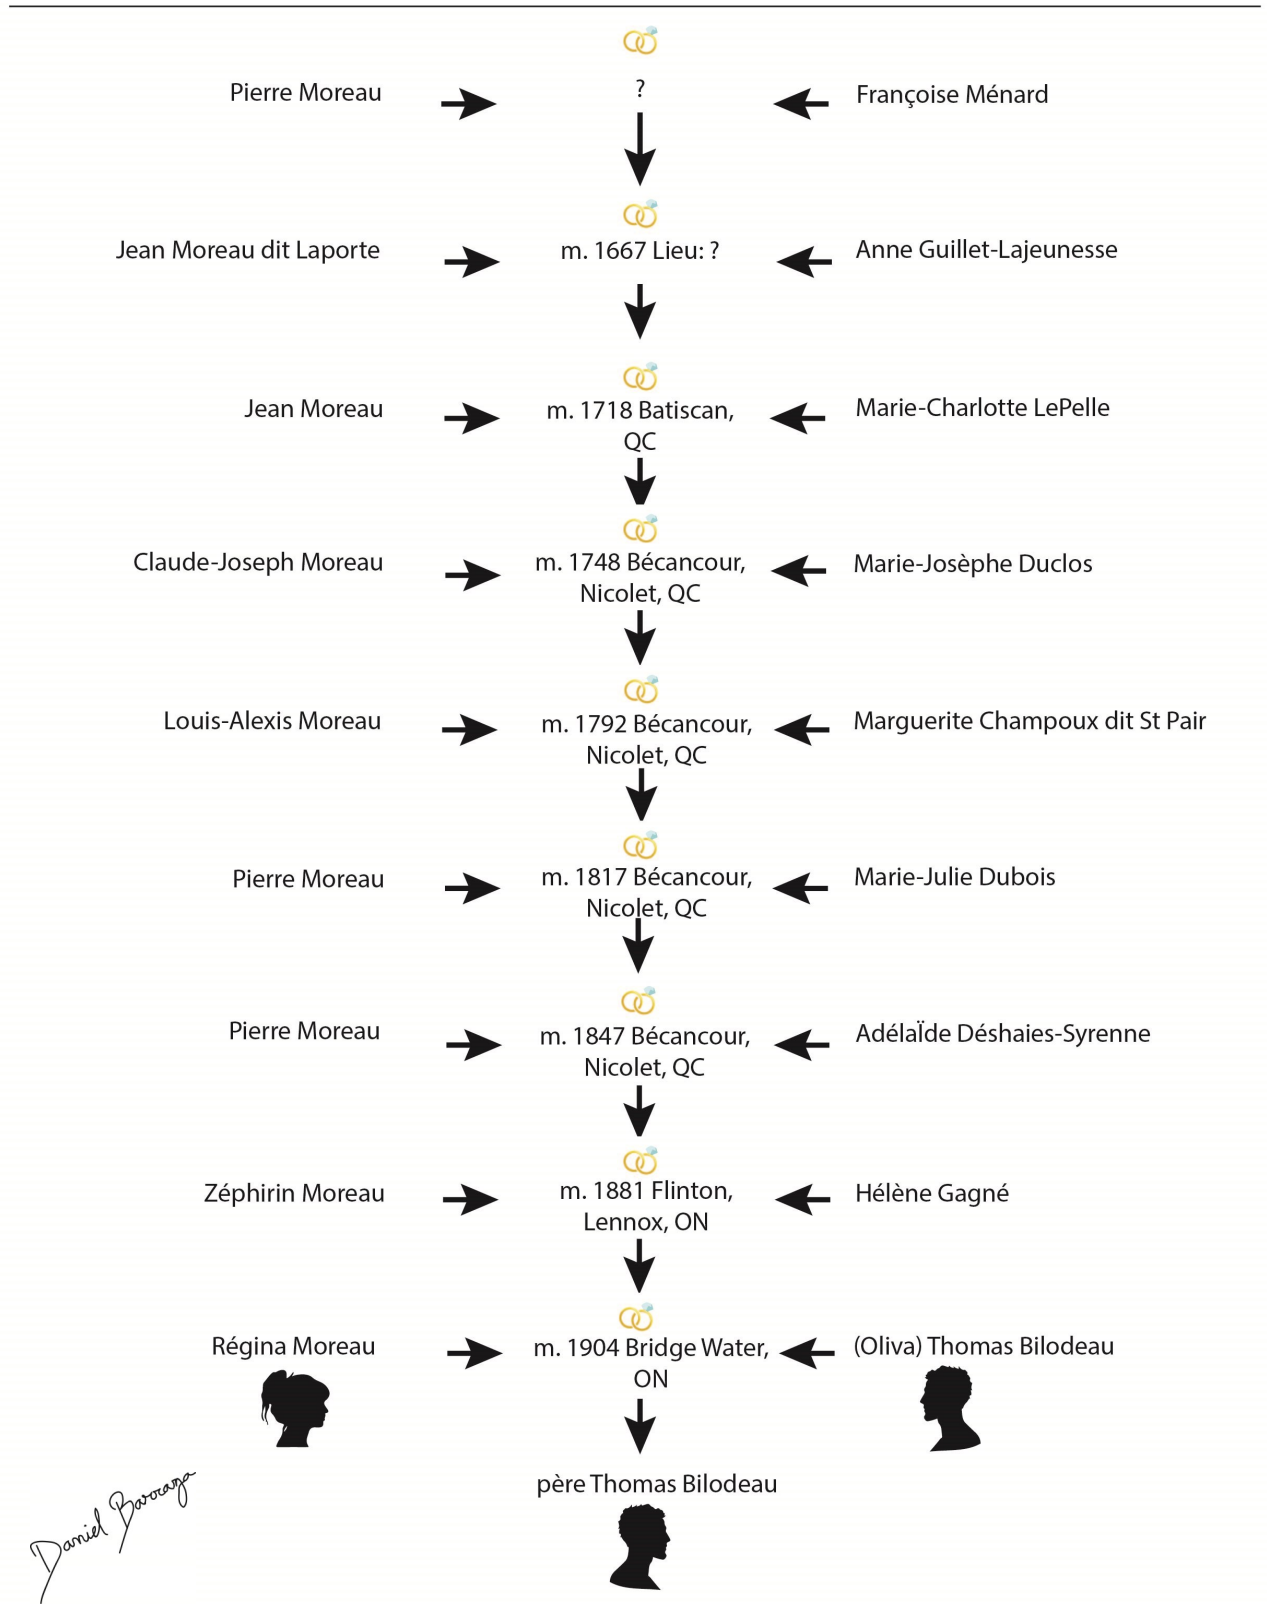 Pierre Moreau
?
Françoise Ménard
Jean Moreau dit Laporte
m. 1667 Lieu: ?
Anne Guillet-Lajeunesse
Jean Moreau
m. 1718 Batiscan,
QC
Marie-Charlotte LePelle
Claude-Joseph Moreau
m. 1748 Bécancour,
Nicolet, QC
Marie-Josèphe Duclos
Louis-Alexis Moreau
m. 1792 Bécancour,
Nicolet, QC
Marguerite Champoux dit St Pair
Pierre Moreau
m. 1817 Bécancour,
Nicolet, QC
Marie-Julie Dubois
Pierre Moreau
m. 1847 Bécancour,
Nicolet, QC
AdélaÏde Déshaies-Syrenne
Zéphirin Moreau
m. 1881 Flinton,
Lennox, ON
Hélène Gagné
Régina Moreau
m. 1904 Bridge Water,
ON
(Oliva) Thomas Bilodeau
père Thomas Bilodeau
Daniel Barraza